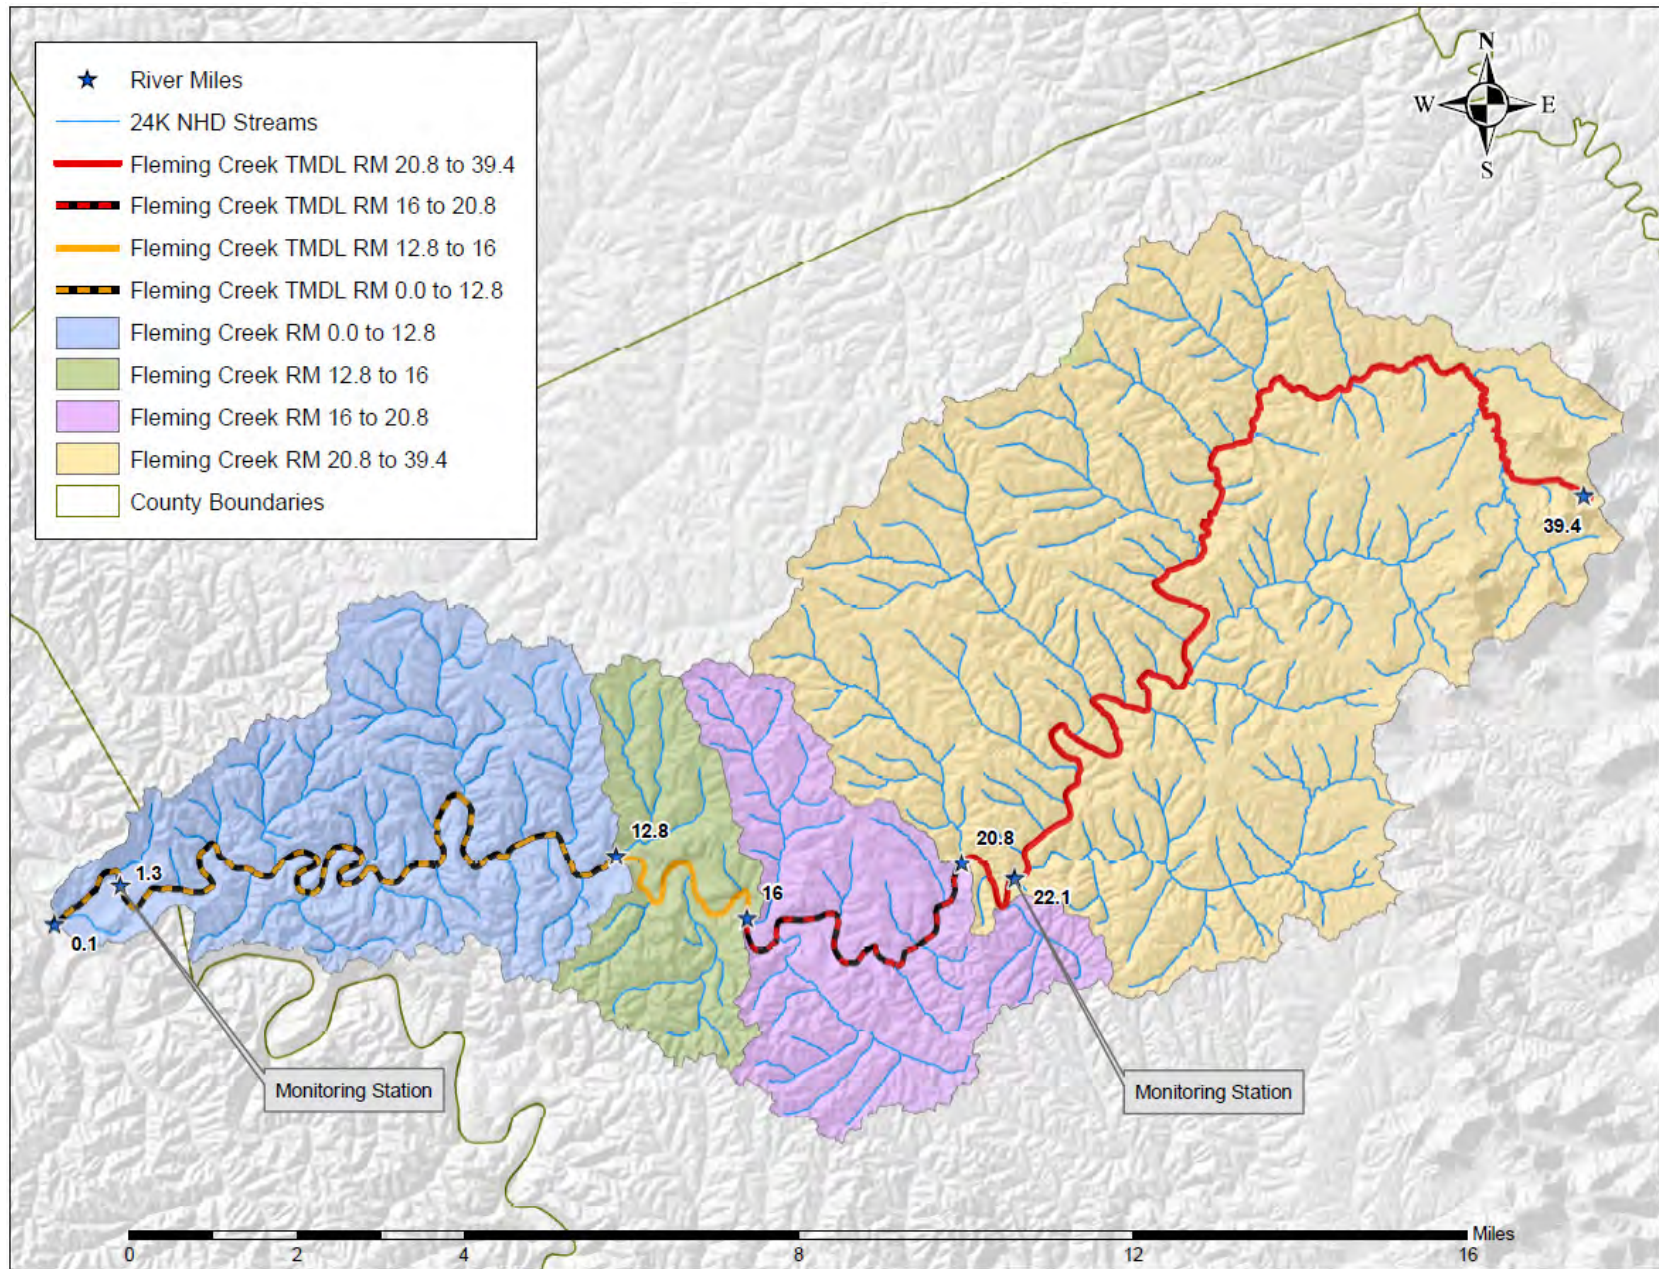 River Miles
24K NHD Streams
Fleming Creek TMDL RM 20.8 to 39.4
Fleming Creek TMDL RM 16 to 20.8
Fleming Creek TMDL RM 12.8 to 16
Fleming Creek TMDL RM 0.0 to 12.8
Fleming Creek RM 0.0 to 12.8
Fleming Creek RM 12.8 to 16
Fleming Creek RM 16 to 20.8
Fleming Creek RM 20.8 to 39.4
County Boundaries
N
W
E
S
39.4
12.8
20.8
1.3
16
22.1
0.1
Monitoring Station
Monitoring Station
Miles
0
2
4
8
12
16